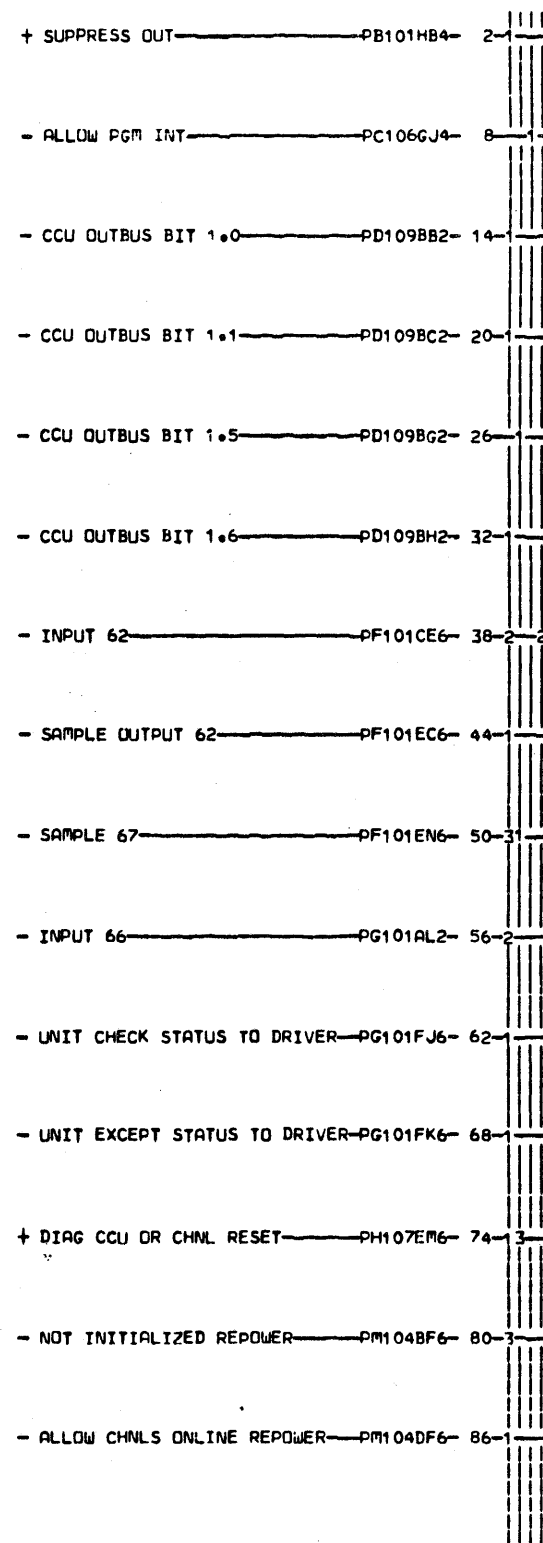 + SUPPRESS OUT PB101HB4- 2-1
- ALLOW PGM INT PC106GJ4- 8 1
- CCU OUTBUS BIT 1.0 PD109BB2- 14-1
- CCU OUTBUS BIT 1.1 PD109BC2- 20-1
- CCU OUTBUS BIT 1.5 PD109BG2- 26 1
- CCU OUTBUS BIT 1.6 PD109BH2- 32-1
- INPUT 62 PF101CE6- 38-2 2
- SAMPLE OUTPUT 62 PF101EC6- 44-1
- SAMPLE 67 PF101EN6- 50-31
- INPUT 66 PG101AL2- 56-2
- UNIT CHECK STATUS TO DRIVER PG101FJ6- 62-1
- UNIT EXCEPT STATUS TO DRIVER PG101FK6- 68-1
+ DIAG CCU OR CHNL RESET PH107EM6- 74-1 3
- NOT INITIALIZED REPOWER PM104BF6- 80-3
- ALLOW CHNLS ONLINE REPOWER PM104DF6- 86-1